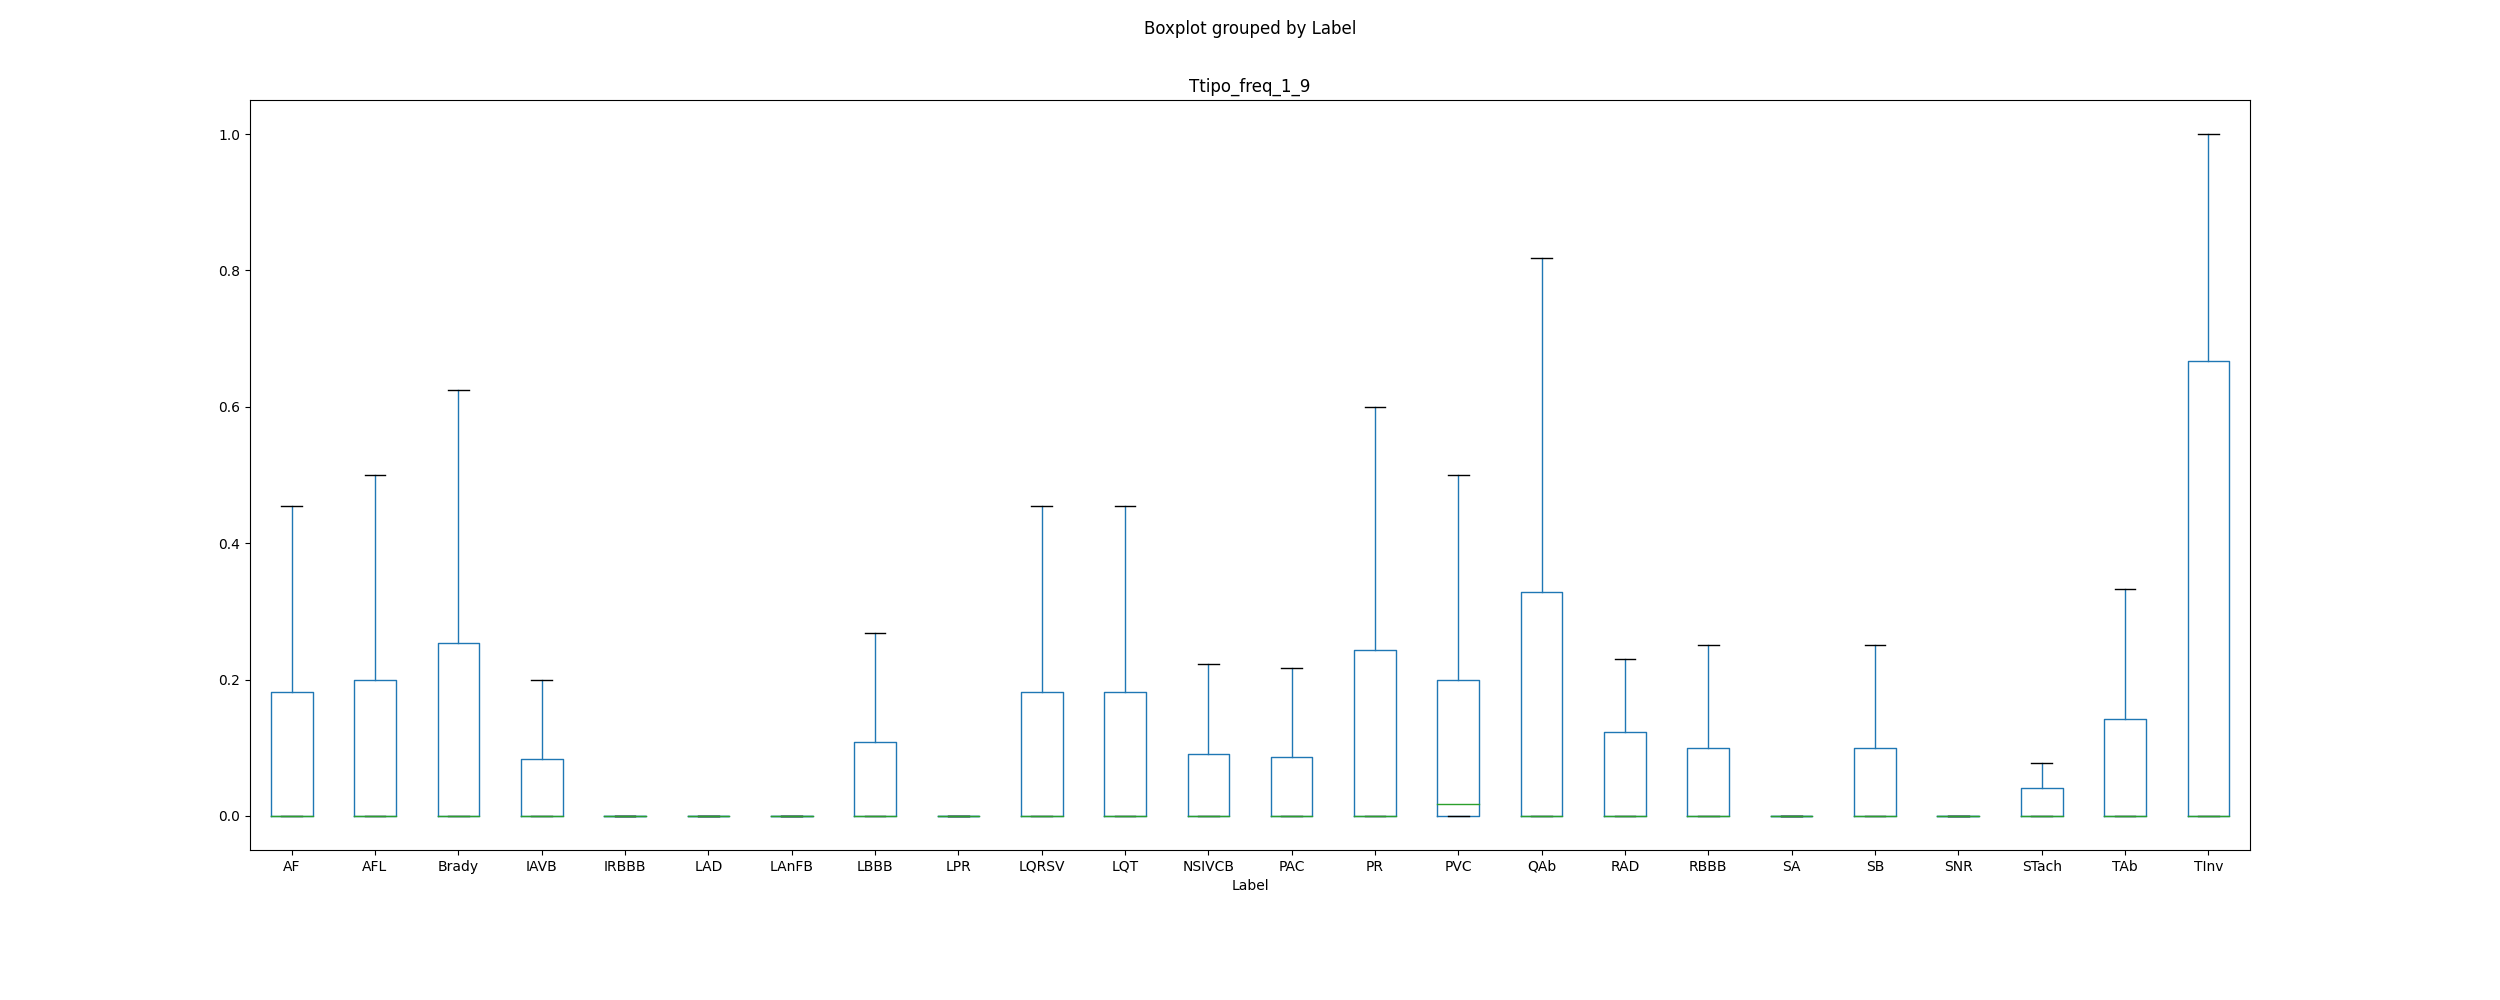 Boxplot grouped by Label
Ttipo_freq_1_9
1.0
0.8
0.6
0.4
0.2
0.0
AF AFL Brady IAVB IRBBB LAD LAnFB LBBB LPR LQRSV LQT NSIVCB PAC PR PVC QAb RAD RBBB SA SB SNR STach TAb TInv
Label